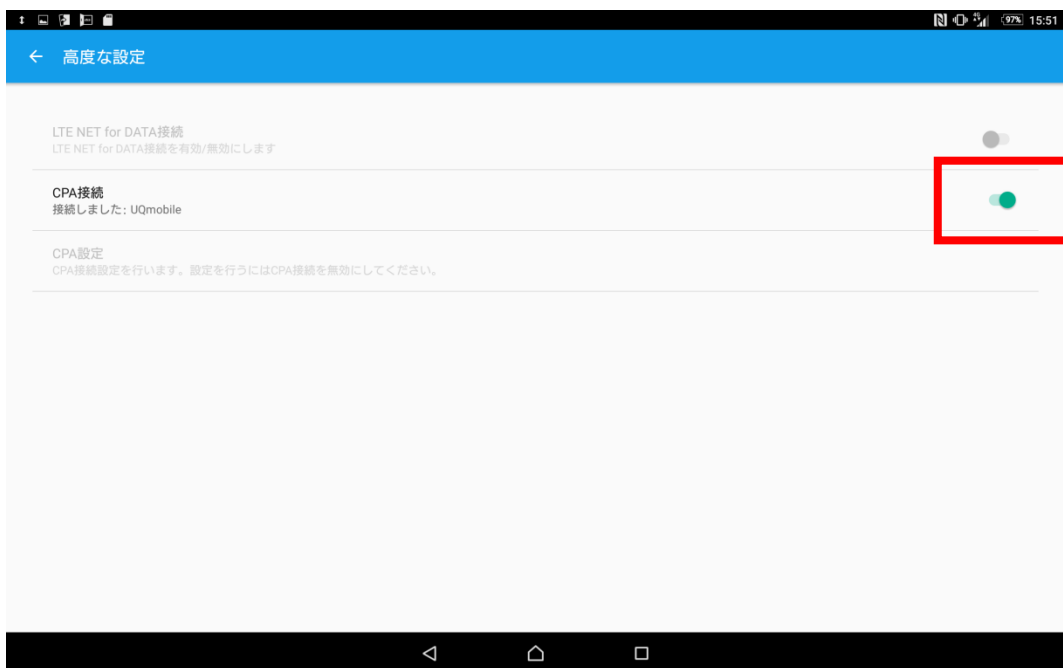 4G
97%
15:51
高度な設定
LTE NET for DATA接続
LTE NET for DATA接続を有効/無効にします
CPA接続
接続しました: UQmobile
CPA設定
CPA接続設定を行います。設定を行うにはCPA接続を無効にしてください。